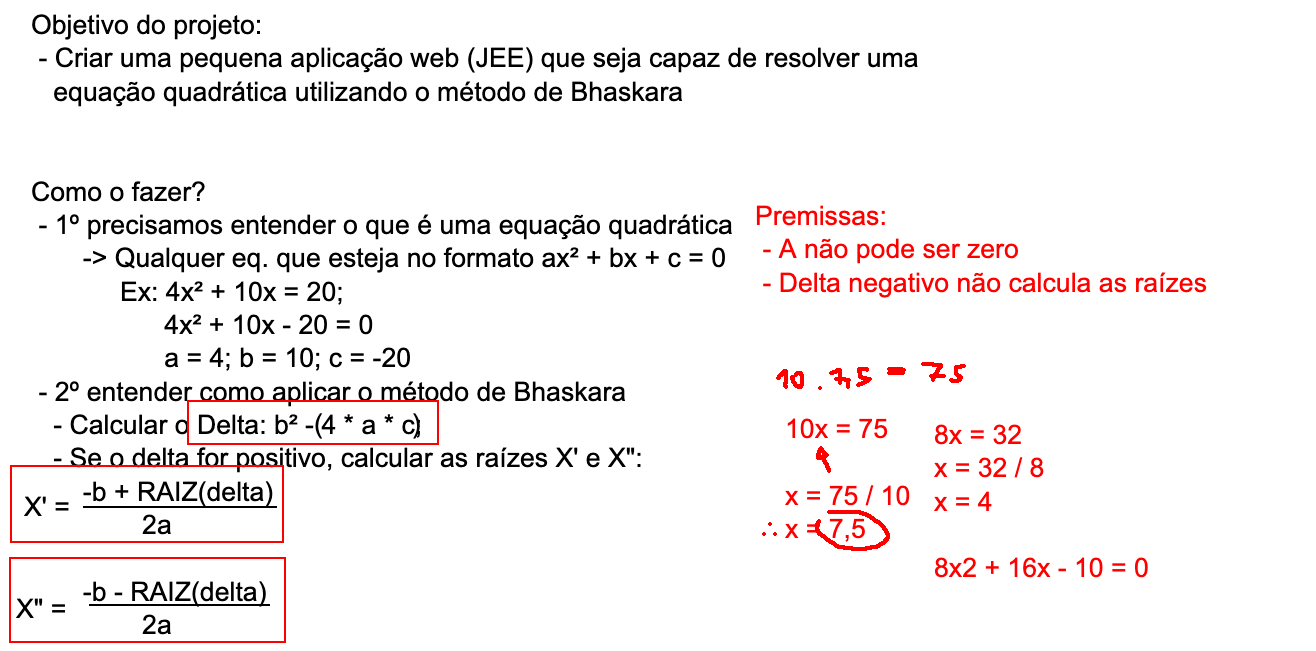 Objetivo do projeto:
- Criar uma pequena aplicação web (JEE) que seja capaz de resolver uma
equação quadrática utilizando o método de Bhaskara
Como o fazer?
- 1º precisamos entender o que é uma equação quadrática
-> Qualquer eq. que esteja no formato ax² + bx + c = 0
Ex: 4x² + 10x = 20;
4x² + 10x - 20 = 0
a = 4; b = 10; c = -20
- 2º entender como aplicar o método de Bhaskara
- Calcular o Delta: b² -(4 * a * c)
- Se o delta for positivo, calcular as raízes X' e X":
X' = -b + RAIZ(delta)
2a
X" = -b - RAIZ(delta)
2a
Premissas:
- A não pode ser zero
- Delta negativo não calcula as raízes
10 . 7,5 = 75
10x = 75
x = 75 / 10
∴ x = 7,5
8x = 32
x = 32 / 8
x = 4
8x2 + 16x - 10 = 0